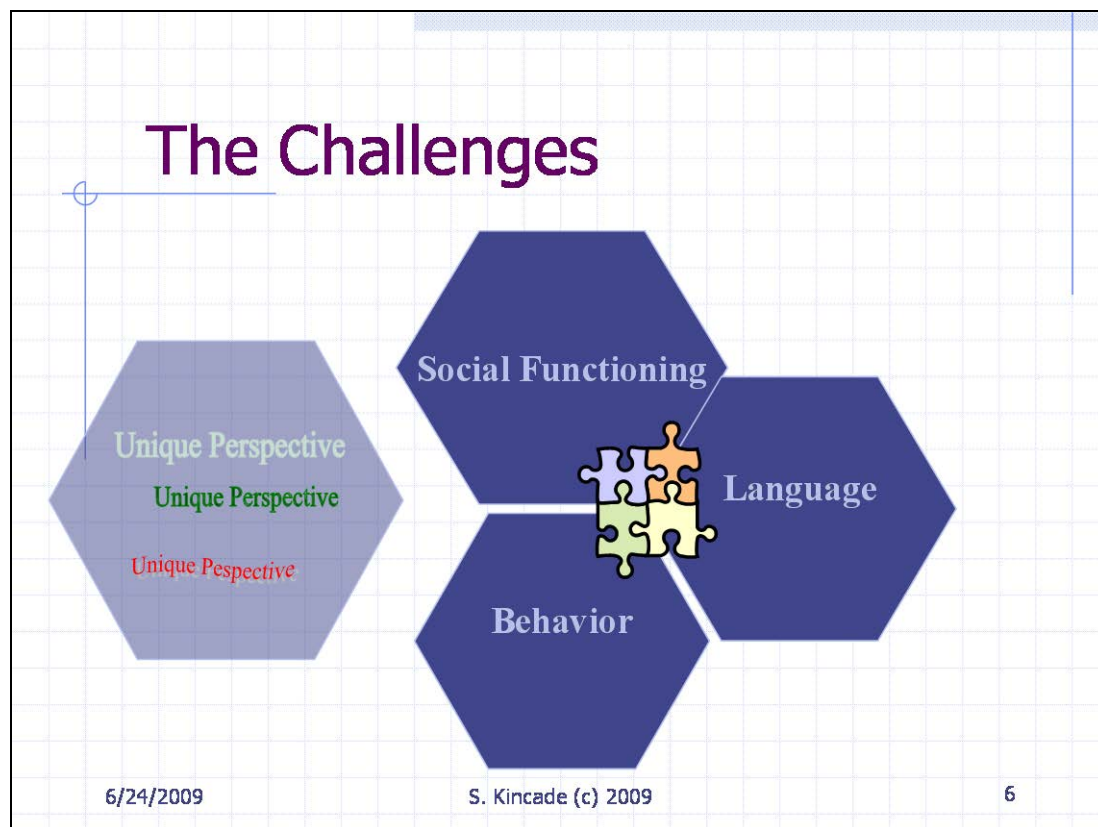 The Challenges
Social Functioning
Unique Perspective
Unique Perspective
Unique Pespective
Language
Behavior
6/24/2009
S. Kincade (c) 2009
6